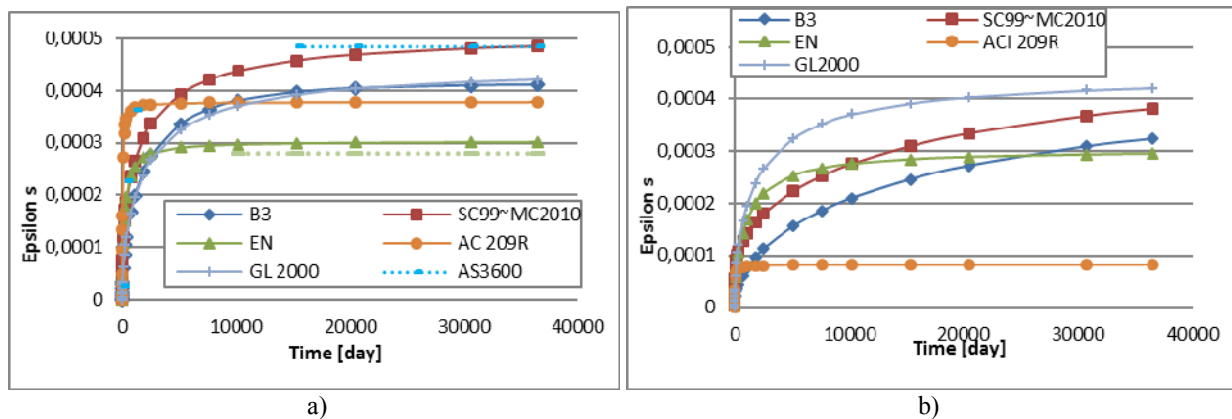 0,0005
0,0004
0,0003
0,0002
0,0001
0
Epsilon s
B3
SC99~MC2010
EN
AC 209R
GL 2000
AS3600
0
10000
20000
30000
40000
Time [day]
a)
B3
SC99~MC2010
EN
ACI 209R
GL2000
0,0005
0,0004
0,0003
0,0002
0,0001
0
Epsilon s
0
10000
20000
30000
40000
Time [day]
b)